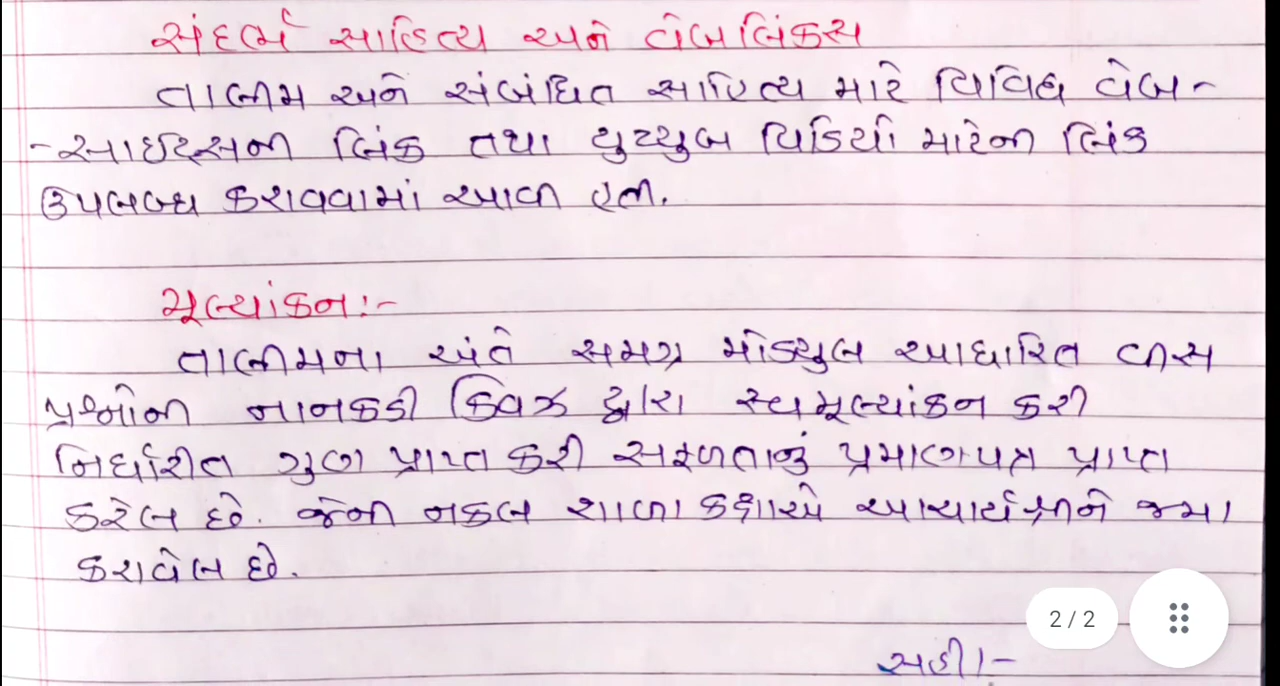 સંદર્ભ સાહિત્ય અને વેબલિંકસ
તાલીમ અને સંબંધિત સાહિત્ય માટે વિવિધ વેબ-
-સાઇટ્સની લિંક તથા યુટ્યુબ વિડિયો માટેની લિંક
ઉપલબ્ધ કરાવવામાં આવી હતી.
મૂલ્યાંકન:-
તાલીમના અંતે સમગ્ર મોડ્યુલ આધારિત વીસ
પ્રશ્નોની નાનકડી ક્વિઝ દ્વારા સ્વમૂલ્યાંકન કરી
નિર્ધારિત ગુણ પ્રાપ્ત કરી સફળતાનું પ્રમાણપત્ર પ્રાપ્ત
કરેલ છે. જેની નકલ શાળા કક્ષાએ આચાર્યશ્રીને જમા
કરાવેલ છે.
2 / 2
સહી।-